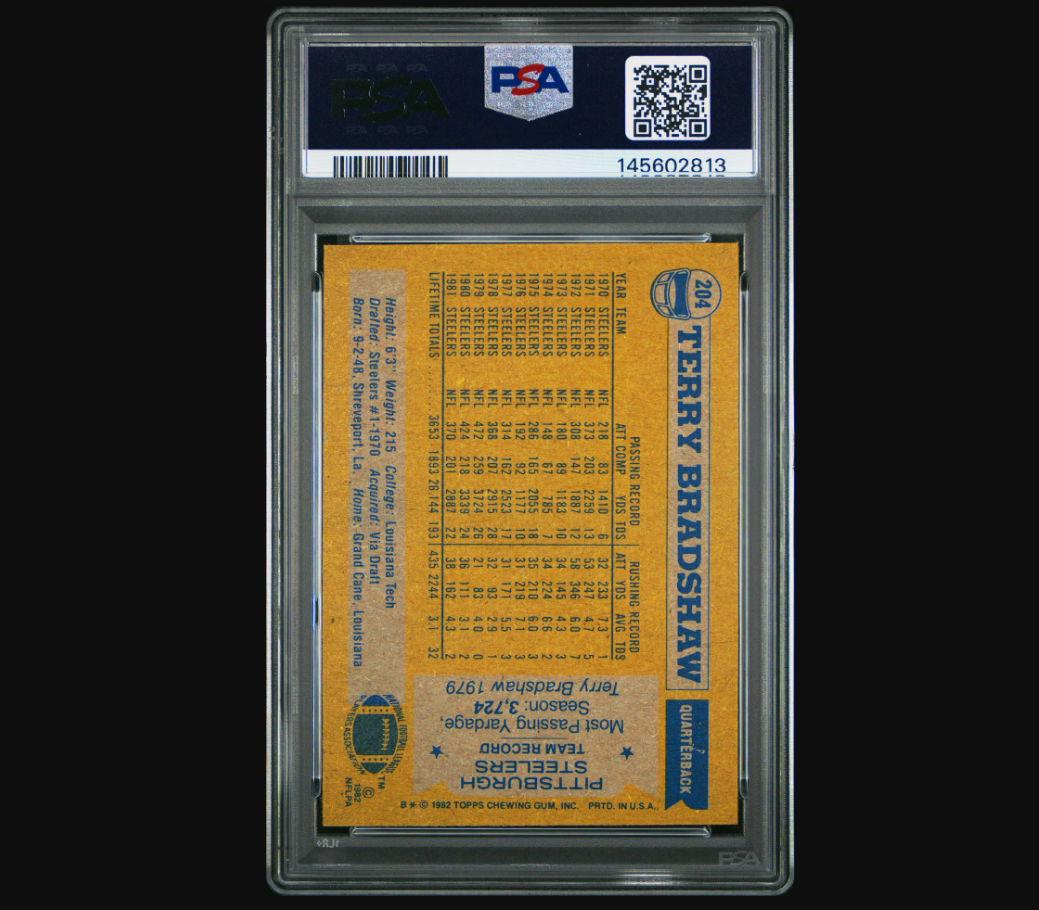 PSA
PSA
145602813
204
TERRY BRADSHAW
QUARTERBACK
PASSING RECORD RUSHING RECORD
YEAR TEAM ATT COMP YDS TDS ATT YDS AVG TDS
1970 STEELERS NFL 218 83 1410 6 32 233 7.3 1
1971 STEELERS NFL 373 203 2259 13 53 247 4.7 5
1972 STEELERS NFL 308 147 1887 12 58 346 6.0 7
1973 STEELERS NFL 180 89 1183 10 34 145 4.3 3
1974 STEELERS NFL 148 67 785 7 34 224 6.6 2
1975 STEELERS NFL 286 165 2055 18 35 210 6.0 3
1976 STEELERS NFL 192 92 1177 10 31 219 7.1 3
1977 STEELERS NFL 314 162 2523 17 31 171 5.5 3
1978 STEELERS NFL 368 207 2915 28 32 93 2.9 1
1979 STEELERS NFL 472 259 3724 26 21 83 4.0 0
1980 STEELERS NFL 424 218 3339 24 36 111 3.1 2
1981 STEELERS NFL 370 201 2887 22 38 162 4.3 2
LIFETIME TOTALS 3653 1893 26,144 193 435 2244 3.1 32
Height: 6'3" Weight: 215 College: Louisiana Tech
Drafted: Steelers #1-1970 Acquired: Via Draft
Born: 9-2-48, Shreveport, La. Home: Grand Cane, Louisiana
PITTSBURGH
STEELERS
TEAM RECORD
Most Passing Yardage,
Season: 3,724
Terry Bradshaw 1979
NATIONAL FOOTBALL LEAGUE
PLAYERS ASSOCIATION
TM
©
1982
NFLPA
B * © 1982 TOPPS CHEWING GUM, INC. PRTD. IN U.S.A.
PSA